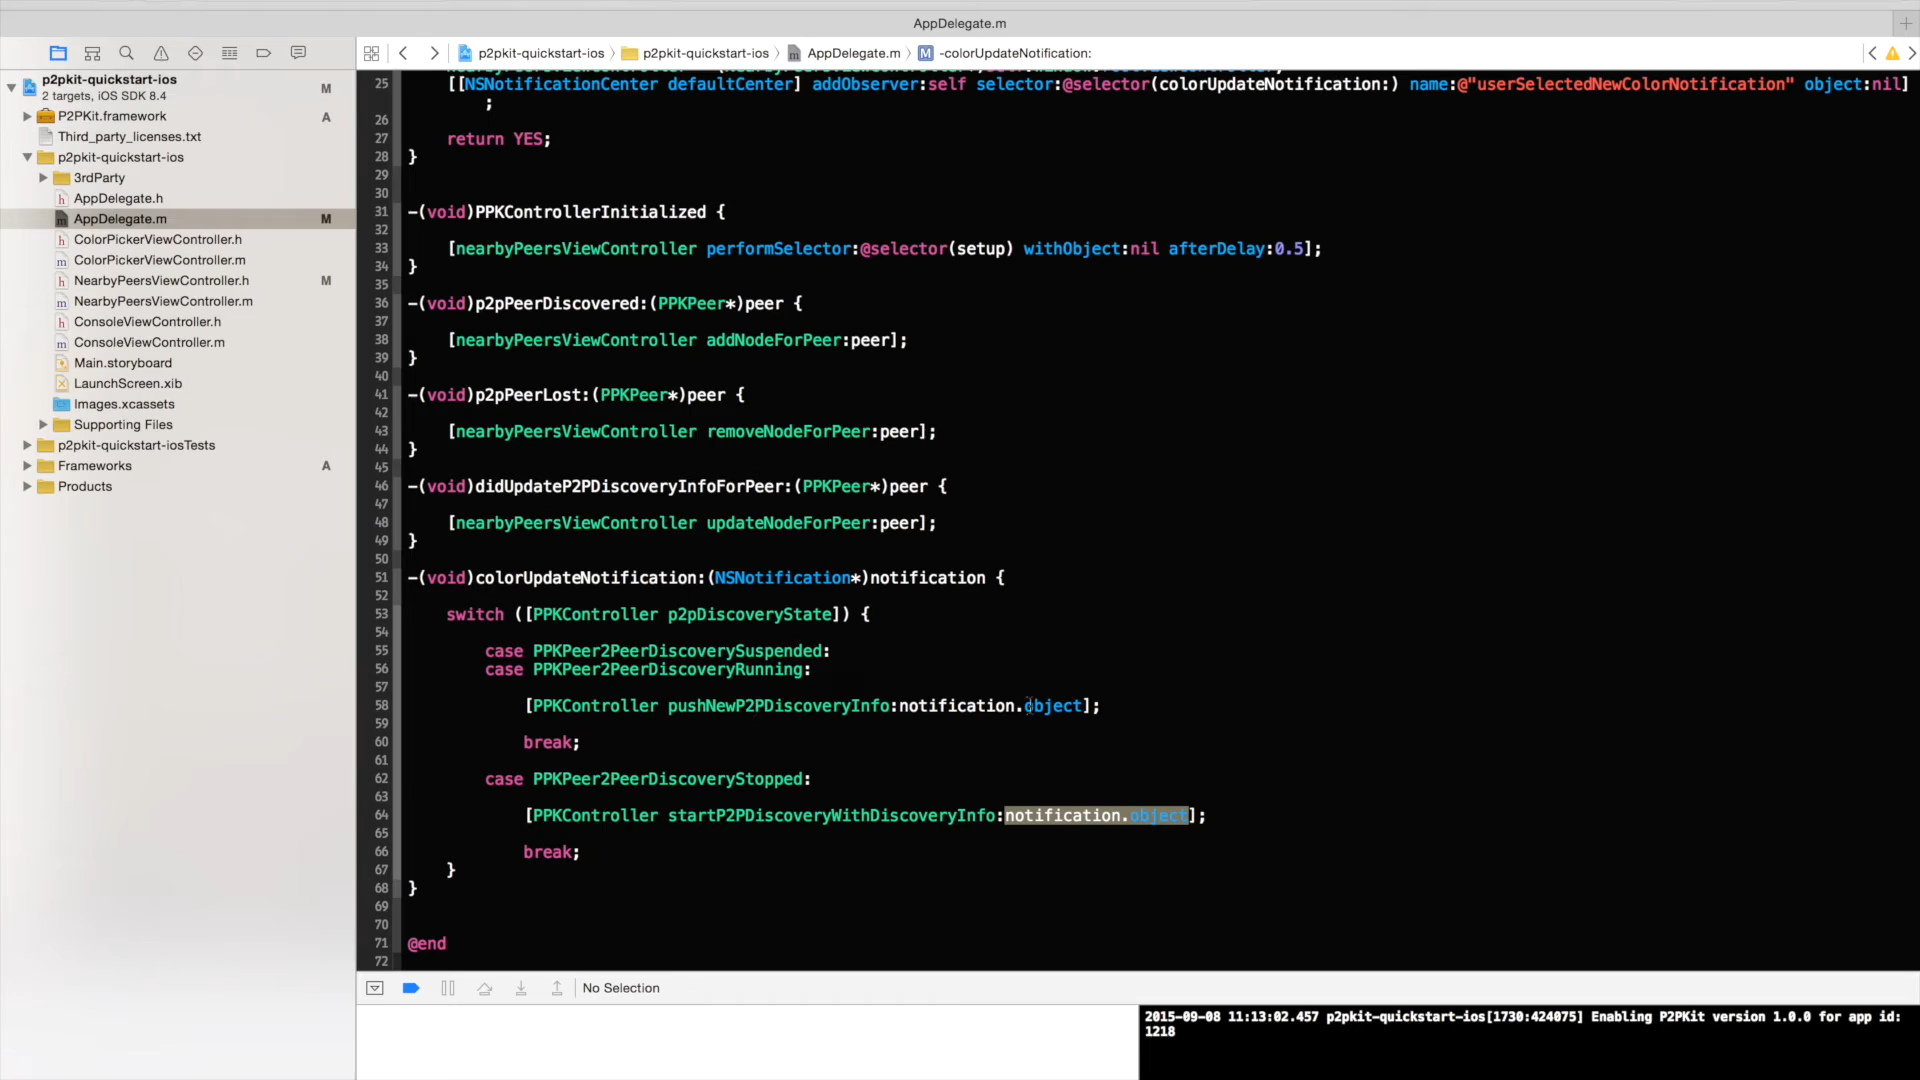 AppDelegate.m
p2pkit-quickstart-ios
p2pkit-quickstart-ios
AppDelegate.m
M
-colorUpdateNotification:
p2pkit-quickstart-ios
M
2 targets, iOS SDK 8.4
P2PKit.framework
A
Third_party_licenses.txt
p2pkit-quickstart-ios
3rdParty
AppDelegate.h
AppDelegate.m
M
ColorPickerViewController.h
ColorPickerViewController.m
NearbyPeersViewController.h
M
NearbyPeersViewController.m
ConsoleViewController.h
ConsoleViewController.m
Main.storyboard
LaunchScreen.xib
Images.xcassets
Supporting Files
p2pkit-quickstart-iosTests
Frameworks
A
Products
25 [[NSNotificationCenter defaultCenter] addObserver:self selector:@selector(colorUpdateNotification:) name:@"userSelectedNewColorNotification" object:nil]
;
26
27 return YES;
28 }
29
30
31 -(void)PPKControllerInitialized {
32
33 [nearbyPeersViewController performSelector:@selector(setup) withObject:nil afterDelay:0.5];
34 }
35
36 -(void)p2pPeerDiscovered:(PPKPeer*)peer {
37
38 [nearbyPeersViewController addNodeForPeer:peer];
39 }
40
41 -(void)p2pPeerLost:(PPKPeer*)peer {
42
43 [nearbyPeersViewController removeNodeForPeer:peer];
44 }
45
46 -(void)didUpdateP2PDiscoveryInfoForPeer:(PPKPeer*)peer {
47
48 [nearbyPeersViewController updateNodeForPeer:peer];
49 }
50
51 -(void)colorUpdateNotification:(NSNotification*)notification {
52
53 switch ([PPKController p2pDiscoveryState]) {
54
55 case PPKPeer2PeerDiscoverySuspended:
56 case PPKPeer2PeerDiscoveryRunning:
57
58 [PPKController pushNewP2PDiscoveryInfo:notification.object];
59
60 break;
61
62 case PPKPeer2PeerDiscoveryStopped:
63
64 [PPKController startP2PDiscoveryWithDiscoveryInfo:notification.object];
65
66 break;
67 }
68 }
69
70
71 @end
72
No Selection
2015-09-08 11:13:02.457 p2pkit-quickstart-ios[1730:424075] Enabling P2PKit version 1.0.0 for app id:
1218